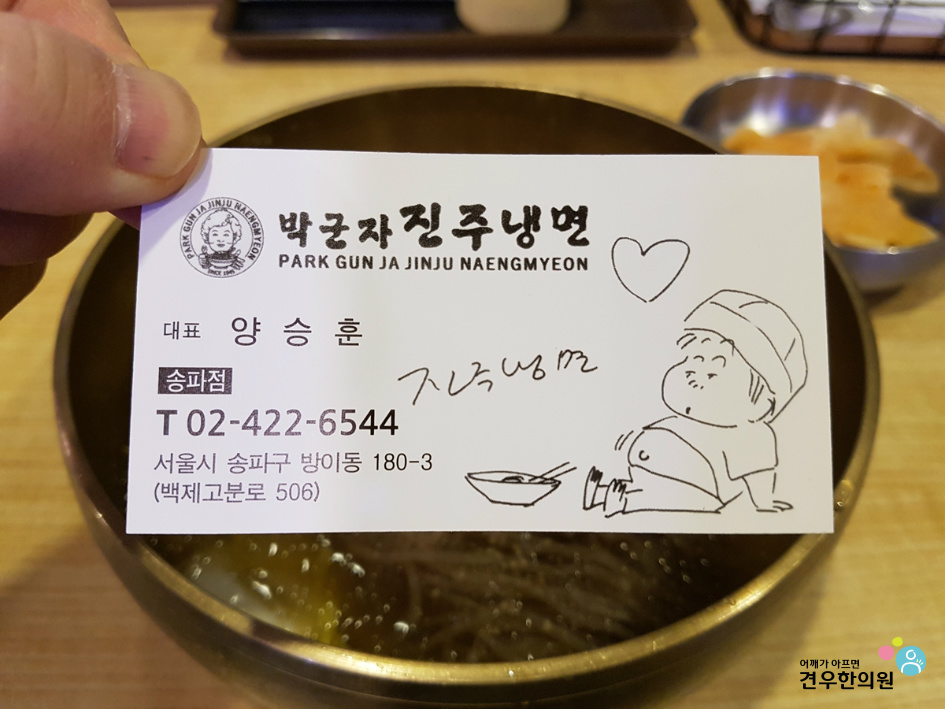 PARK GUN JA JINJU NAENGMYEON
SINCE 1945
박군자진주냉면
PARK GUN JA JINJU NAENGMYEON
대표 양승훈
진주냉면
송파점
T 02-422-6544
서울시 송파구 방이동 180-3
(백제고분로 506)
어깨가 아프면
견우한의원